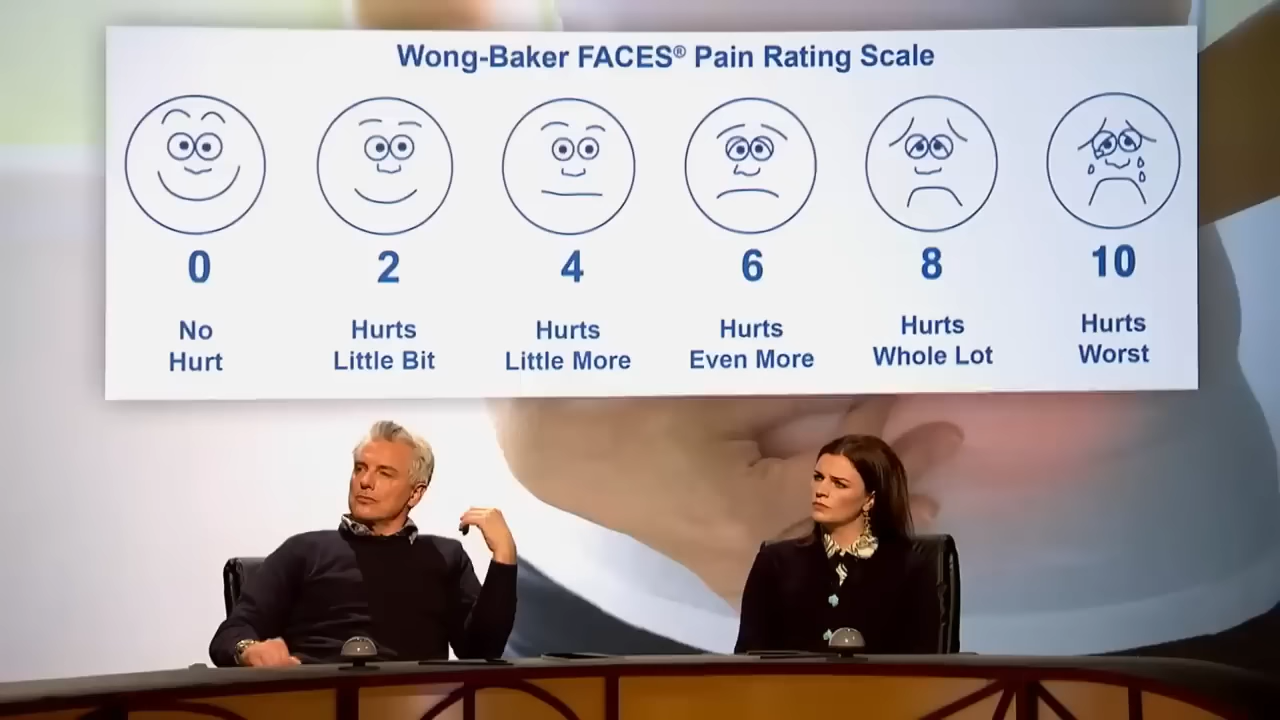 Wong-Baker FACES® Pain Rating Scale
0
2
4
6
8
10
No
Hurt
Hurts
Little Bit
Hurts
Little More
Hurts
Even More
Hurts
Whole Lot
Hurts
Worst